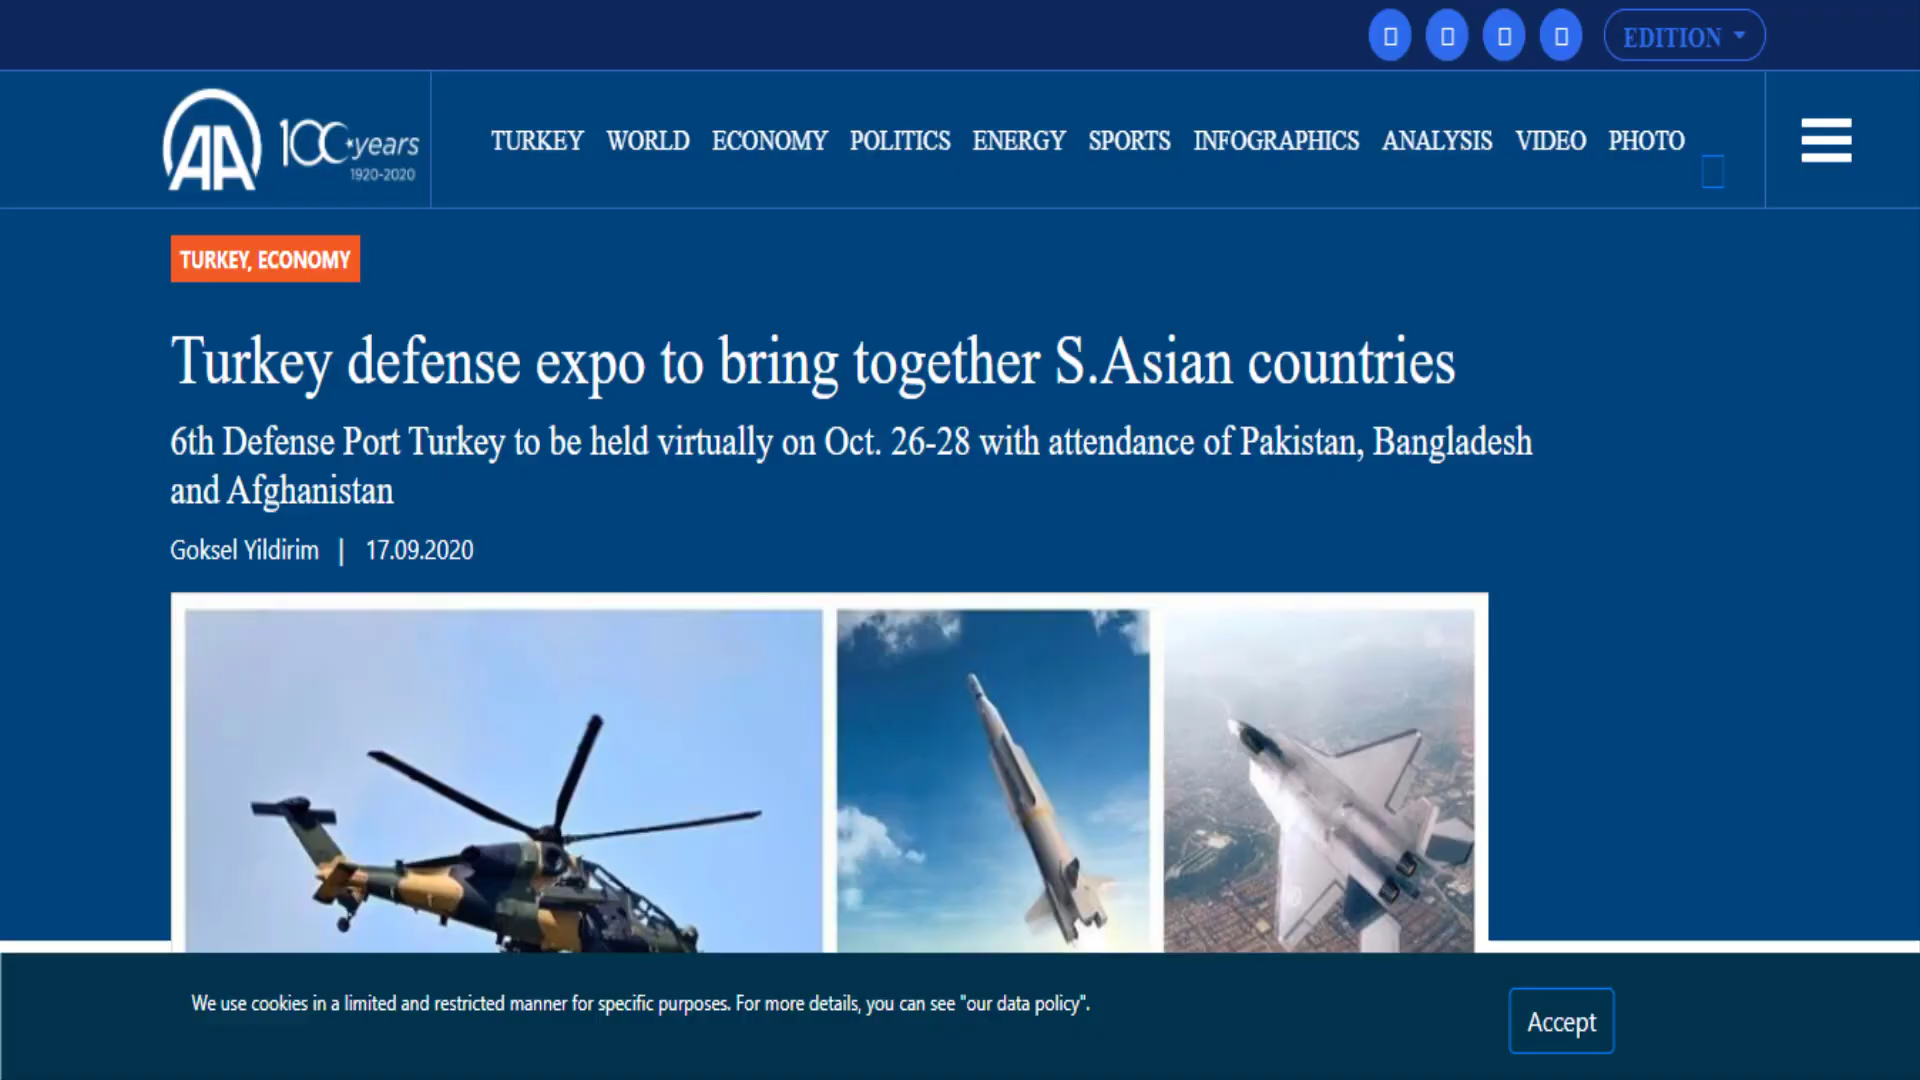 EDITION
AA 100 years
1920-2020
TURKEY WORLD ECONOMY POLITICS ENERGY SPORTS INFOGRAPHICS ANALYSIS VIDEO PHOTO
TURKEY, ECONOMY
Turkey defense expo to bring together S.Asian countries
6th Defense Port Turkey to be held virtually on Oct. 26-28 with attendance of Pakistan, Bangladesh
and Afghanistan
Goksel Yildirim | 17.09.2020
We use cookies in a limited and restricted manner for specific purposes. For more details, you can see "our data policy".
Accept